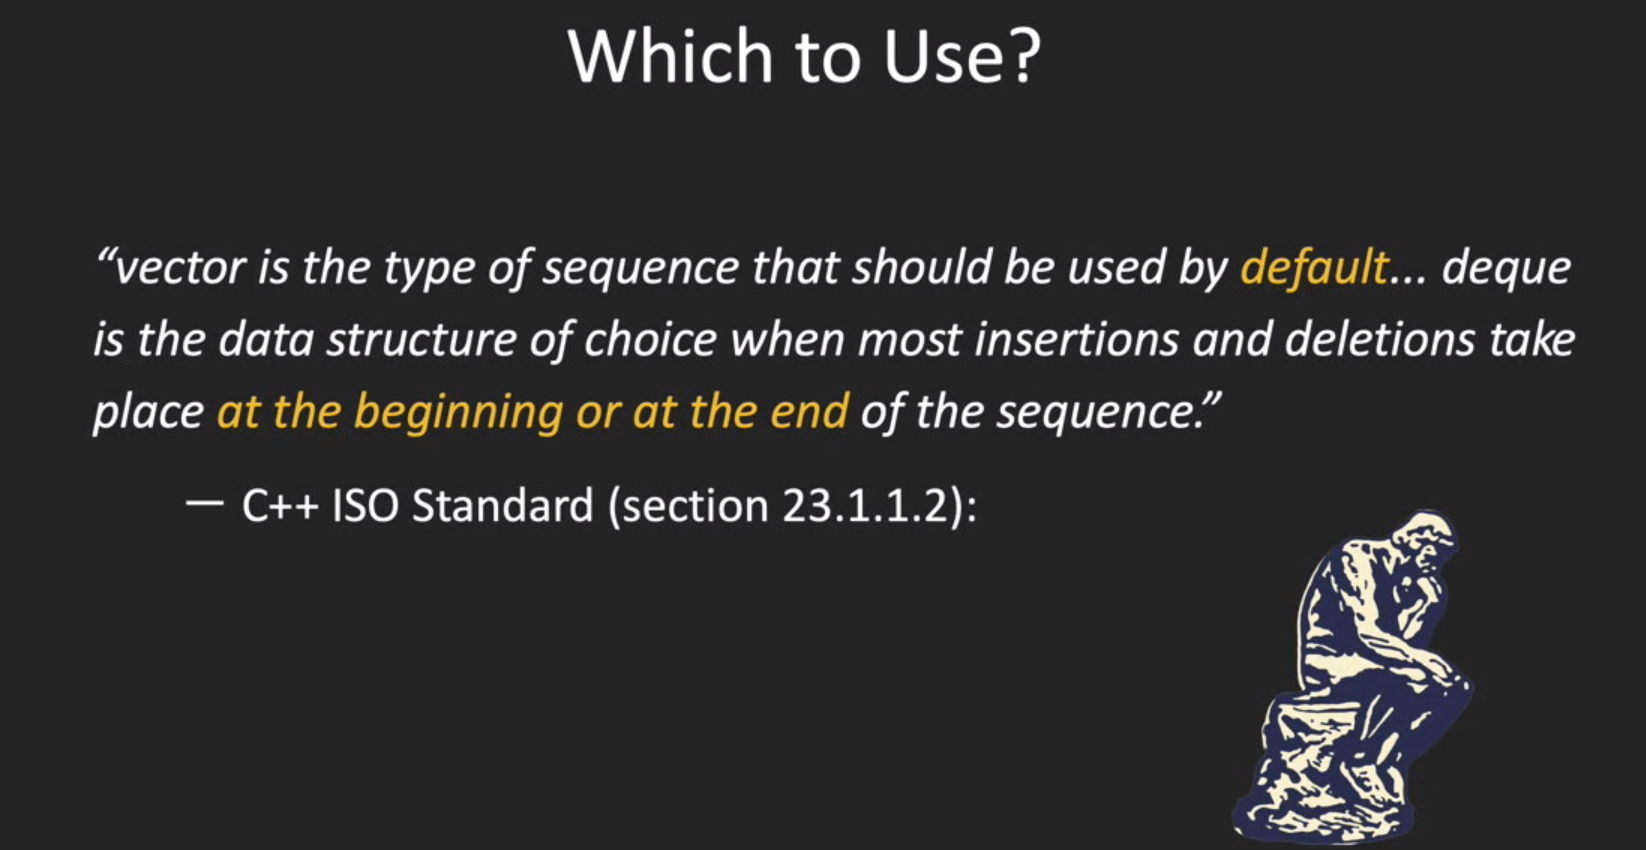 Which to Use?
“vector is the type of sequence that should be used by default... deque
is the data structure of choice when most insertions and deletions take
place at the beginning or at the end of the sequence.”
— C++ ISO Standard (section 23.1.1.2):